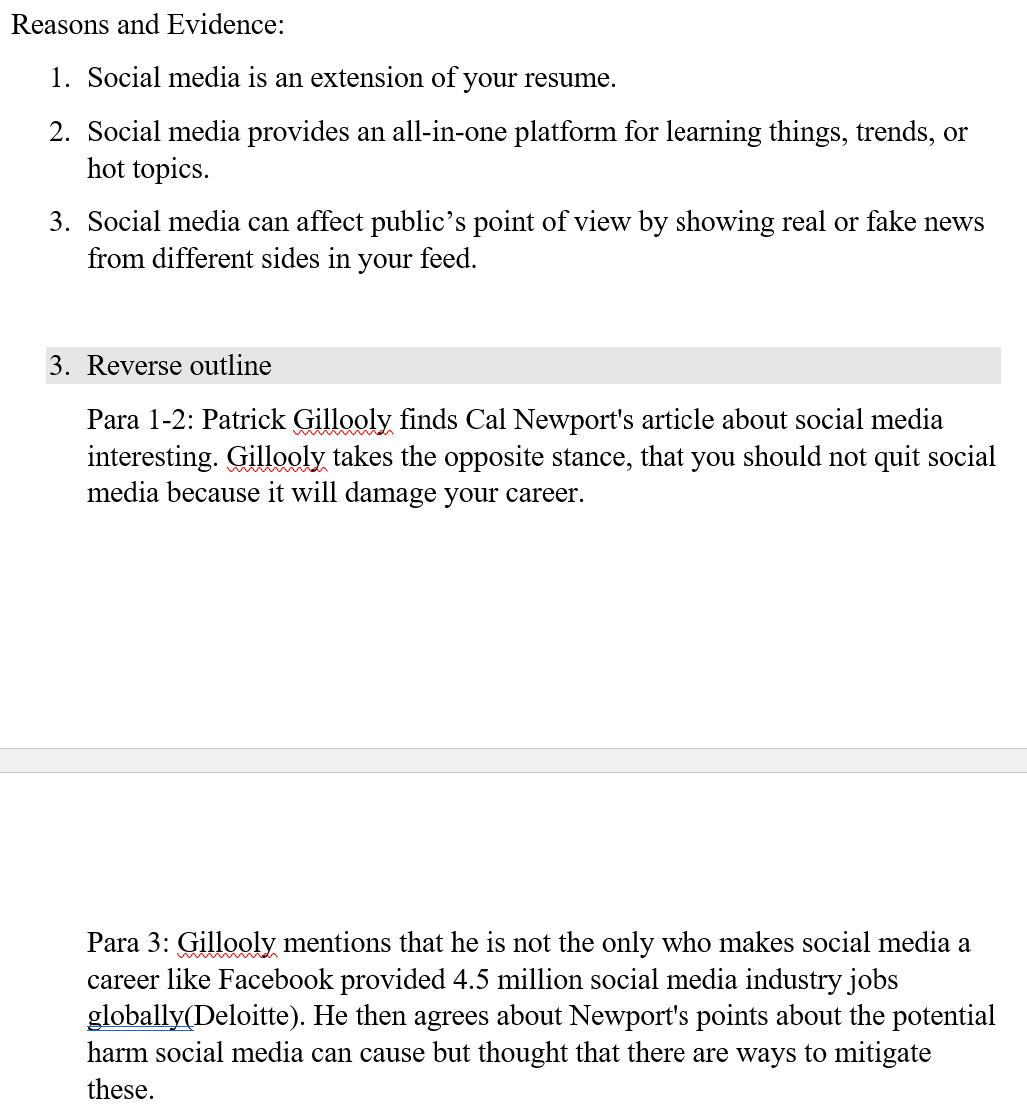 Reasons and Evidence:
1. Social media is an extension of your resume.
2. Social media provides an all-in-one platform for learning things, trends, or
hot topics.
3. Social media can affect public’s point of view by showing real or fake news
from different sides in your feed.
3. Reverse outline
Para 1-2: Patrick Gillooly finds Cal Newport's article about social media
interesting. Gillooly takes the opposite stance, that you should not quit social
media because it will damage your career.
Para 3: Gillooly mentions that he is not the only who makes social media a
career like Facebook provided 4.5 million social media industry jobs
globally(Deloitte). He then agrees about Newport's points about the potential
harm social media can cause but thought that there are ways to mitigate
these.